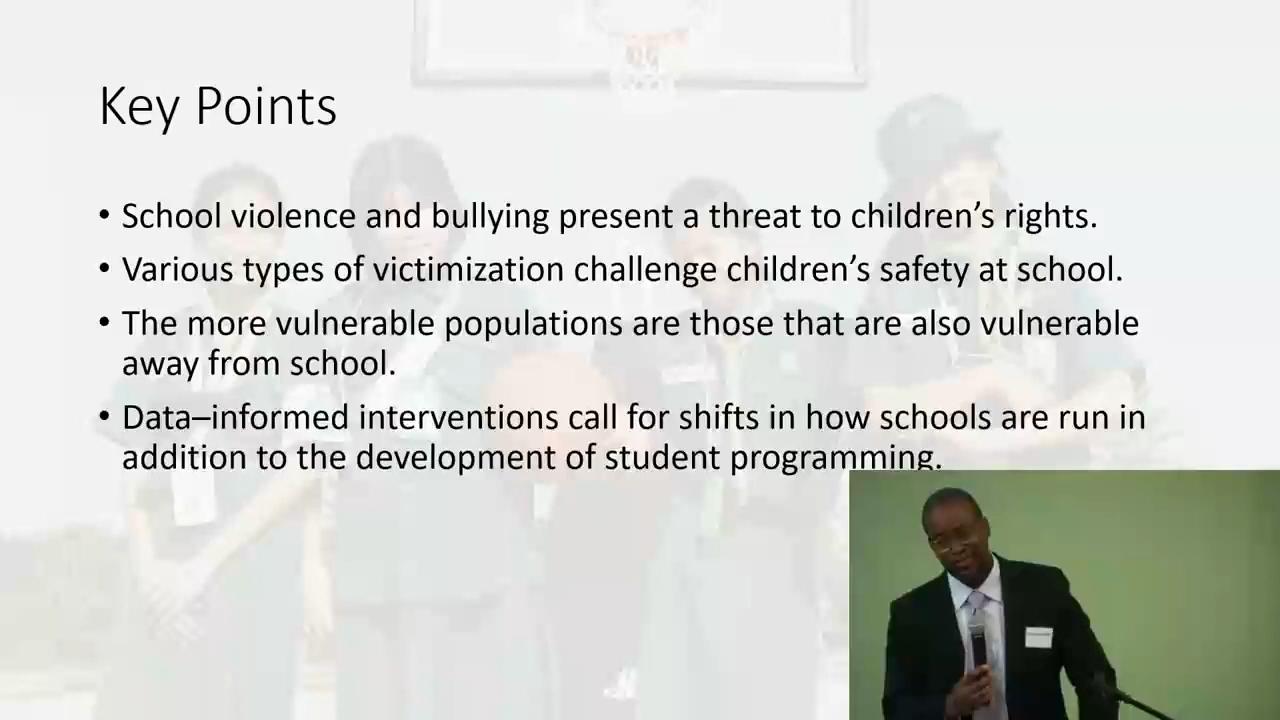 Key Points
• School violence and bullying present a threat to children’s rights.
• Various types of victimization challenge children’s safety at school.
• The more vulnerable populations are those that are also vulnerable
away from school.
• Data–informed interventions call for shifts in how schools are run in
addition to the development of student programming.